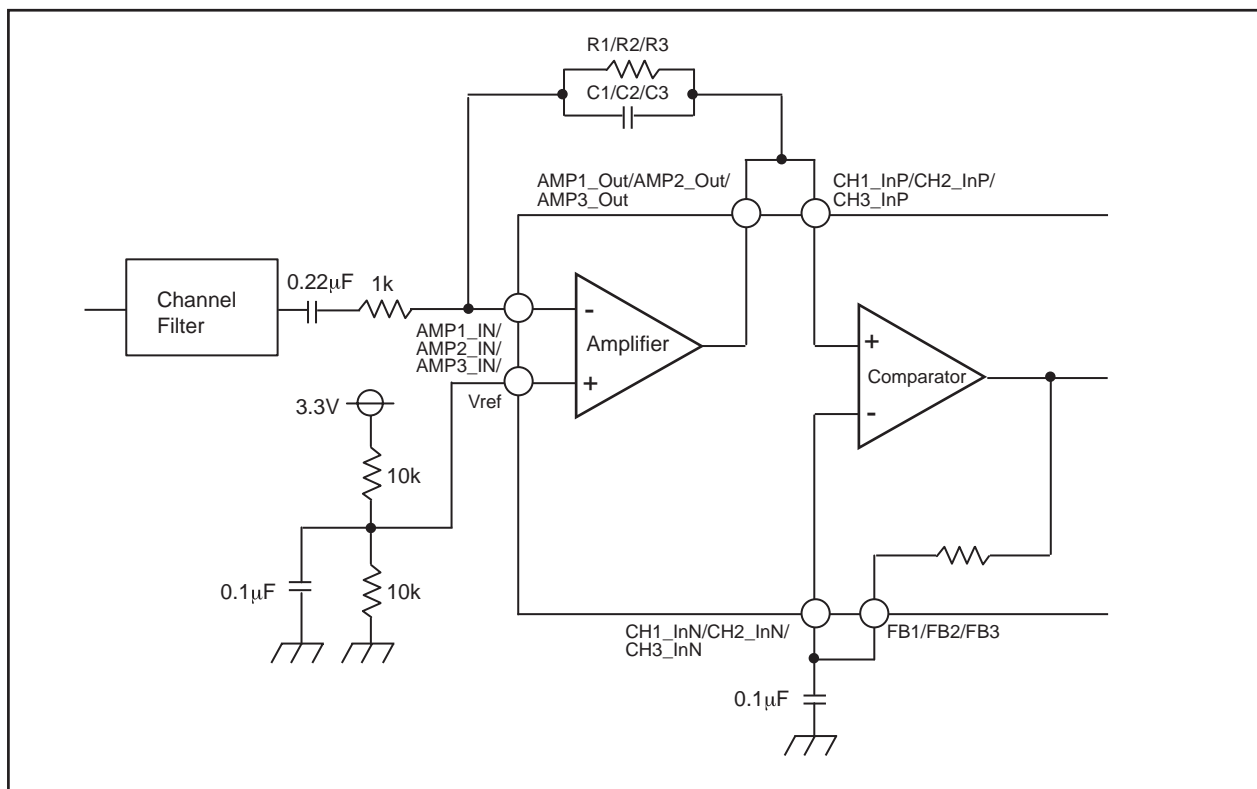 R1/R2/R3
C1/C2/C3
AMP1_Out/AMP2_Out/
AMP3_Out
CH1_InP/CH2_InP/
CH3_InP
Channel
Filter
0.22μF
1k
AMP1_IN/
AMP2_IN/
AMP3_IN/
-
+
Amplifier
Vref
+
-
Comparator
3.3V
10k
10k
0.1μF
CH1_InN/CH2_InN/
CH3_InN
FB1/FB2/FB3
0.1μF